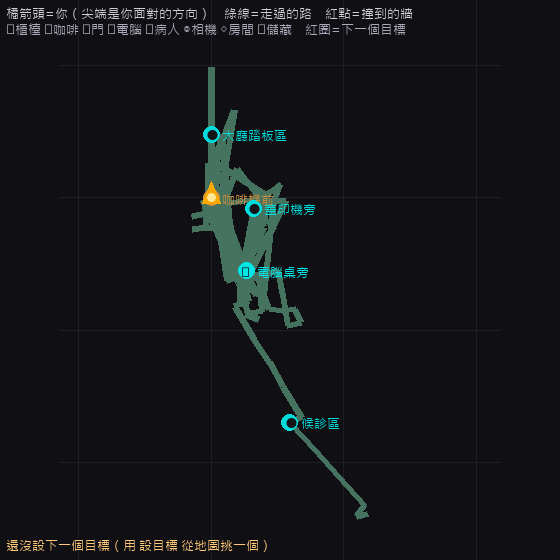 橘箭頭=你（尖端是你面對的方向） 綠線=走過的路 紅點=撞到的牆
櫃檯 咖啡 門 電腦 病人 相機 ◇房間 儲藏 紅圈=下一個目標
大廳踏板區
咖啡機前
影印機旁
電腦桌旁
候診區
還沒設下一個目標（用 設目標 從地圖挑一個）